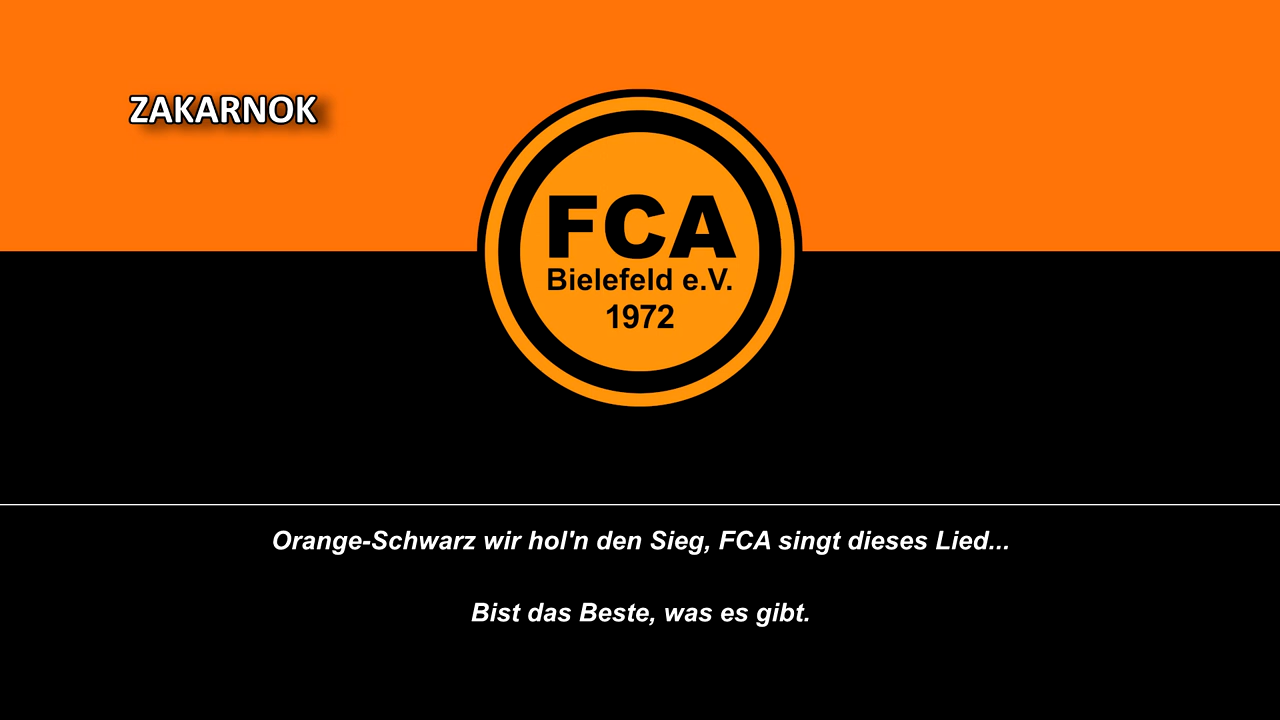 ZAKARNOK
FCA
Bielefeld e.V.
1972
Orange-Schwarz wir hol'n den Sieg, FCA singt dieses Lied...
Bist das Beste, was es gibt.